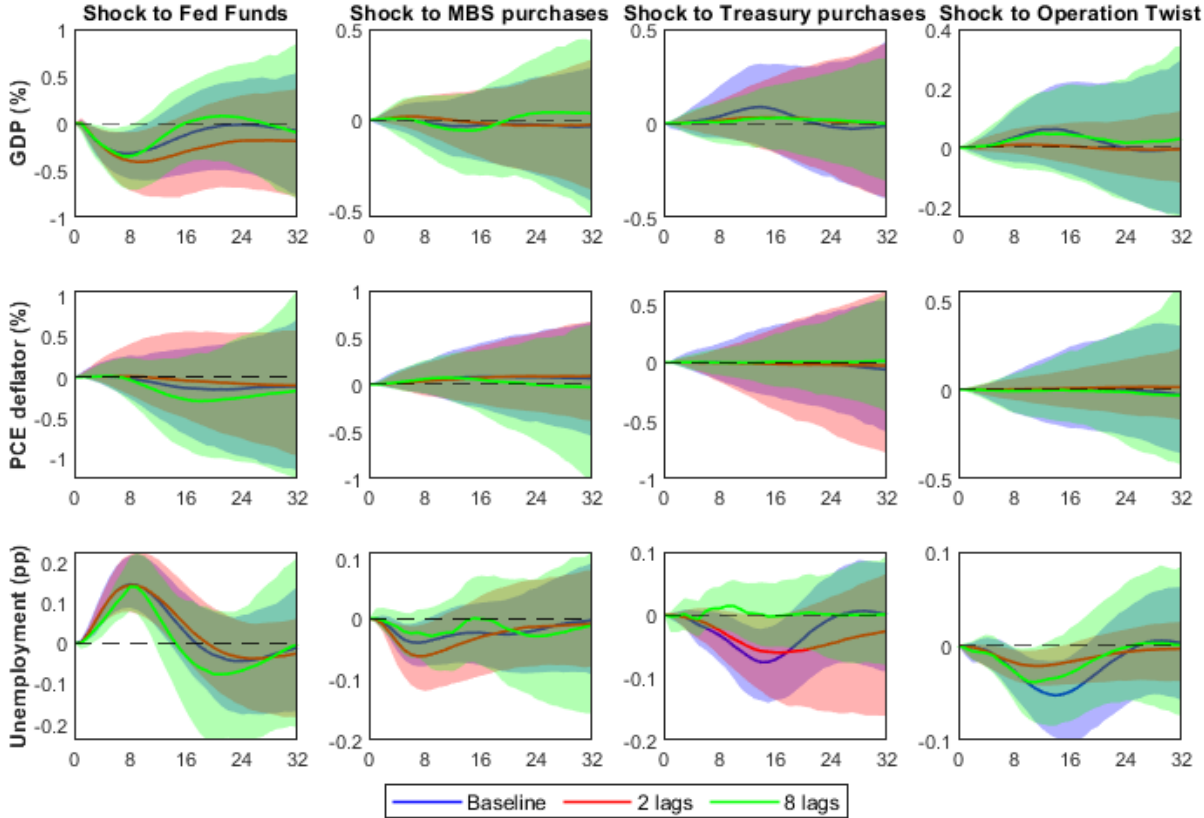 Shock to Fed Funds Shock to MBS purchases Shock to Treasury purchases Shock to Operation Twist
GDP (%)
1 0.5 0 -0.5 -1
0 8 16 24 32
0.5 0 -0.5
0 8 16 24 32
0.5 0 -0.5
0 8 16 24 32
0.4 0.2 0 -0.2
0 8 16 24 32
PCE deflator (%)
1 0.5 0 -0.5 -1
0 8 16 24 32
1 0.5 0 -0.5 -1
0 8 16 24 32
0.5 0 -0.5 -1
0 8 16 24 32
0.5 0 -0.5
0 8 16 24 32
Unemployment (pp)
0.2 0.1 0 -0.1 -0.2
0 8 16 24 32
0.1 0 -0.1 -0.2
0 8 16 24 32
0.1 0 -0.1 -0.2
0 8 16 24 32
0.1 0 -0.1
0 8 16 24 32
Baseline 2 lags 8 lags